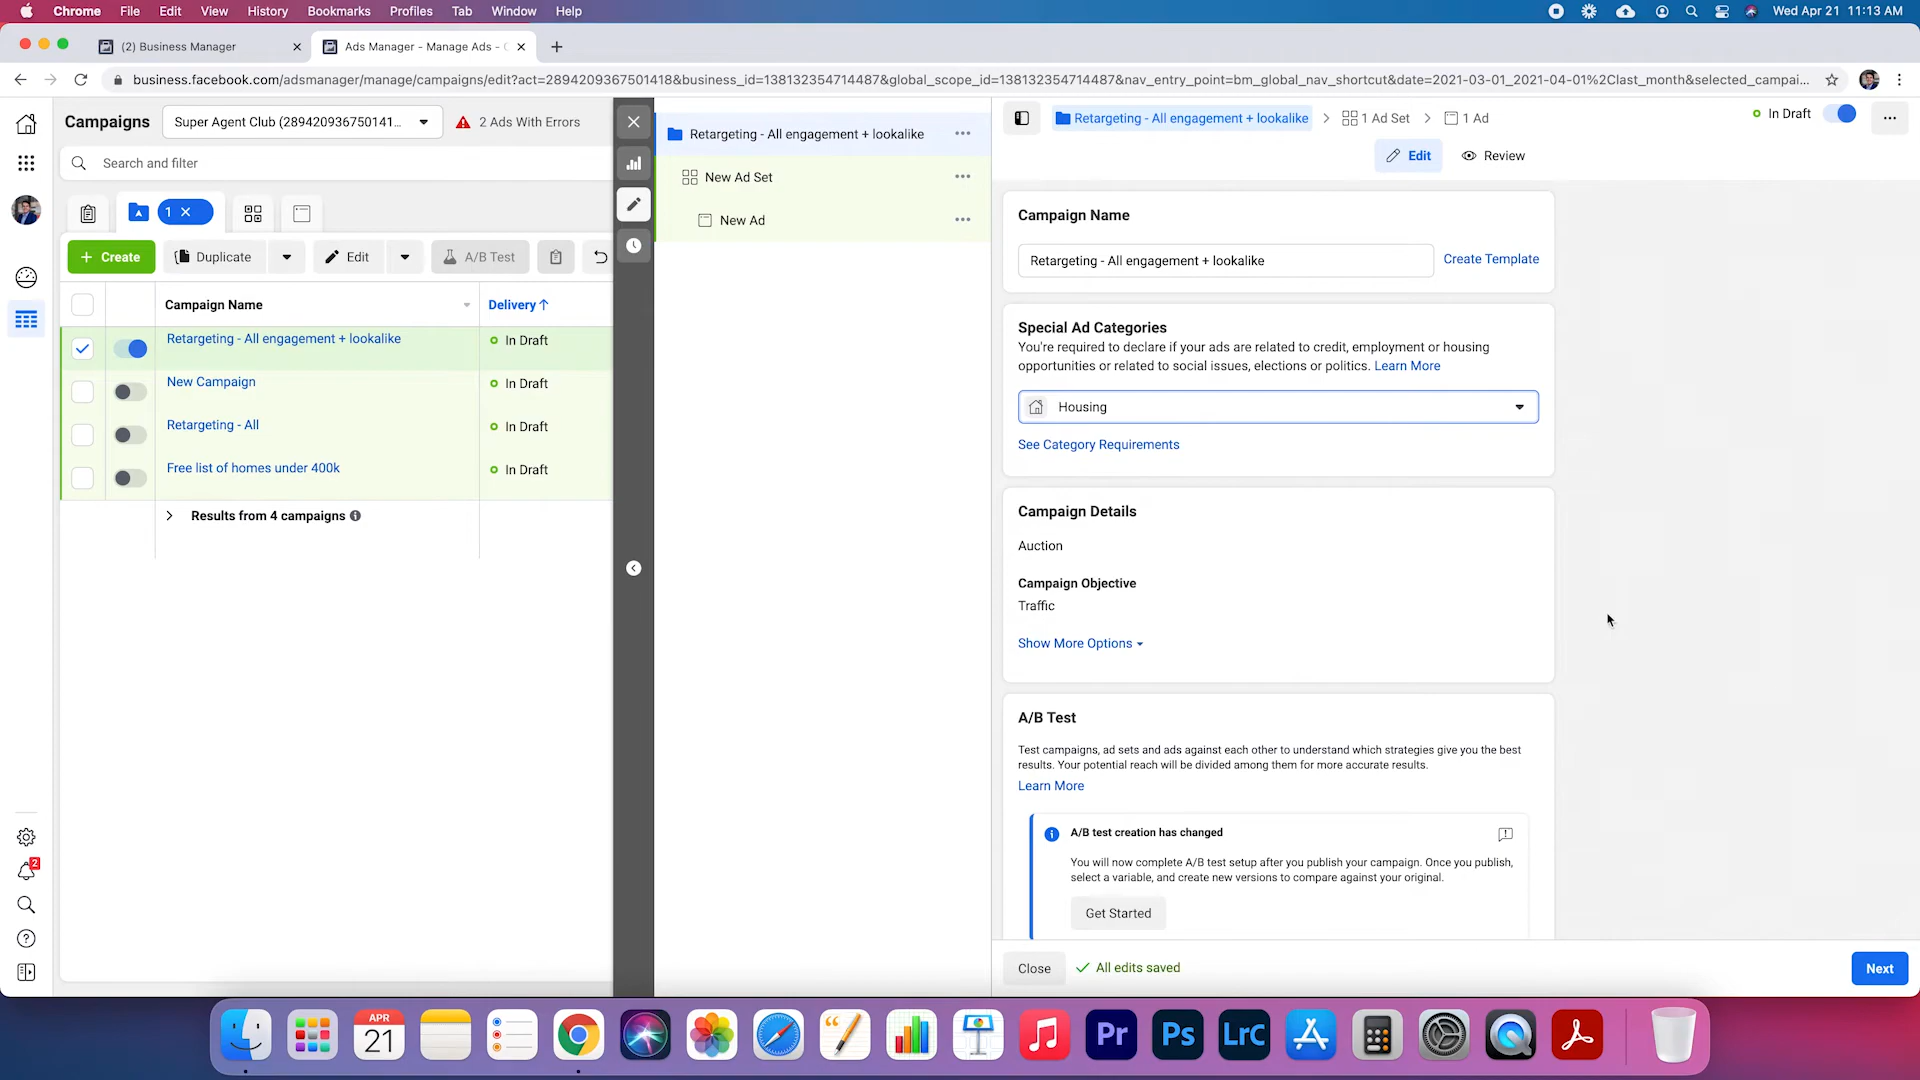 Chrome File Edit View History Bookmarks Profiles Tab Window Help
Wed Apr 21 11:13 AM
(2) Business Manager
Ads Manager - Manage Ads -
business.facebook.com/adsmanager/manage/campaigns/edit?act=2894209367501418&business_id=138132354714487&global_scope_id=138132354714487&nav_entry_point=bm_global_nav_shortcut&date=2021-03-01_2021-04-01%2Clast_month&selected_campai...
Campaigns
Super Agent Club (289420936750141...
2 Ads With Errors
Search and filter
1
+ Create
Duplicate
Edit
A/B Test
Campaign Name
Delivery ↑
Retargeting - All engagement + lookalike
In Draft
New Campaign
In Draft
Retargeting - All
In Draft
Free list of homes under 400k
In Draft
Results from 4 campaigns
2
Retargeting - All engagement + lookalike
New Ad Set
New Ad
Retargeting - All engagement + lookalike
1 Ad Set
1 Ad
In Draft
Edit
Review
Campaign Name
Retargeting - All engagement + lookalike
Create Template
Special Ad Categories
You're required to declare if your ads are related to credit, employment or housing
opportunities or related to social issues, elections or politics. Learn More
Housing
See Category Requirements
Campaign Details
Auction
Campaign Objective
Traffic
Show More Options
A/B Test
Test campaigns, ad sets and ads against each other to understand which strategies give you the best
results. Your potential reach will be divided among them for more accurate results.
Learn More
A/B test creation has changed
You will now complete A/B test setup after you publish your campaign. Once you publish,
select a variable, and create new versions to compare against your original.
Get Started
Close
All edits saved
Next
APR
21
Pr
Ps
LrC